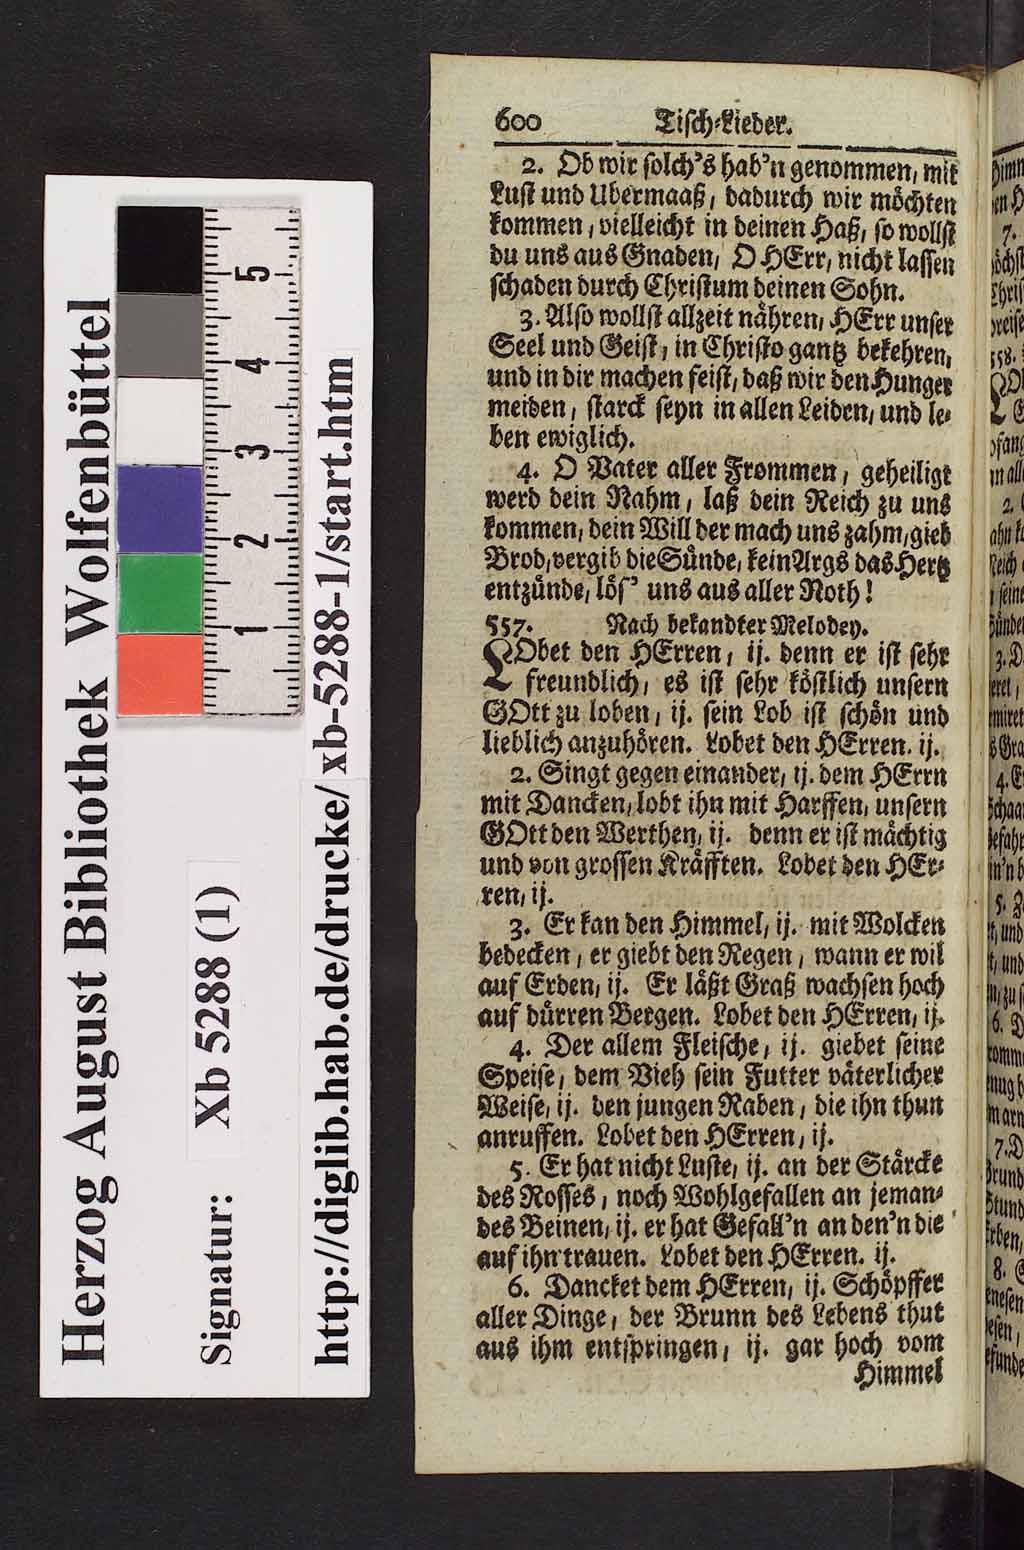 Herzog August Bibliothek Wolfenbüttel
Signatur: Xb 5288 (1)
http://diglib.hab.de/drucke/xb-5288-1/start.htm
5
4
3
2
1
600 Tisch-Lieder.
2. Ob wir solch's hab'n genommen, mit
Lust und Ubermaaß, dadurch wir möchten
kommen, vielleicht in deinen Haß, so wollst
du uns aus Gnaden, O HErr, nicht lassen
schaden durch Christum deinen Sohn.
3. Also wollst allzeit nähren, HErr unser
Seel und Geist, in Christo gantz bekehren,
und in dir machen feist, daß wir den Hunger
meiden, starck seyn in allen Leiden, und le-
ben ewiglich.
4. O Vater aller Frommen, geheiligt
werd dein Nahm, laß dein Reich zu uns
kommen, dein Will der mach uns zahm, gieb
Brod, vergib die Sünde, kein Args das Hertz
entzünde, lös' uns aus aller Noth!
557. Nach bekandter Melodey.
LObet den HErren, ij. denn er ist sehr
freundlich, es ist sehr köstlich unsern
GOtt zu loben, ij. sein Lob ist schön und
lieblich anzuhören. Lobet den HErren. ij.
2. Singt gegen einander, ij. dem HErrn
mit Dancken, lobt ihn mit Harffen, unsern
GOtt den Werthen, ij. denn er ist mächtig
und von grossen Kräfften. Lobet den HEr-
ren, ij.
3. Er kan den Himmel, ij. mit Wolcken
bedecken, er giebt den Regen, wann er wil
auf Erden, ij. Er läßt Graß wachsen hoch
auf dürren Bergen. Lobet den HErren, ij.
4. Der allem Fleische, ij. giebet seine
Speise, dem Vieh sein Futter väterlicher
Weise, ij. den jungen Raben, die ihn thun
anruffen. Lobet den HErren, ij.
5. Er hat nicht Luste, ij. an der Stärcke
des Rosses, noch Wohlgefallen an jeman-
des Beinen, ij. er hat Gefall'n an den'n die
auf ihn trauen. Lobet den HErren. ij.
6. Dancket dem HErren, ij. Schöpffer
aller Dinge, der Brunn des Lebens thut
aus ihm entspringen, ij. gar hoch vom
Himmel